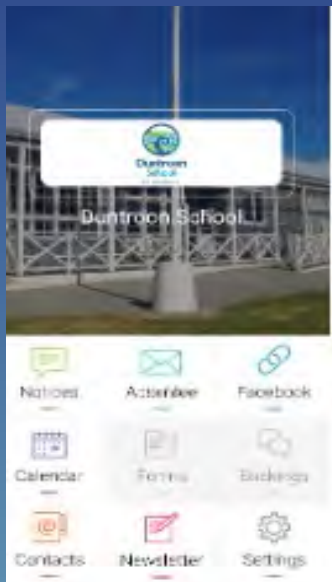 Duntroon
School
Duntroon School
Notices
Absentee
Facebook
Calendar
Forms
Bookings
Contacts
Newsletter
Settings